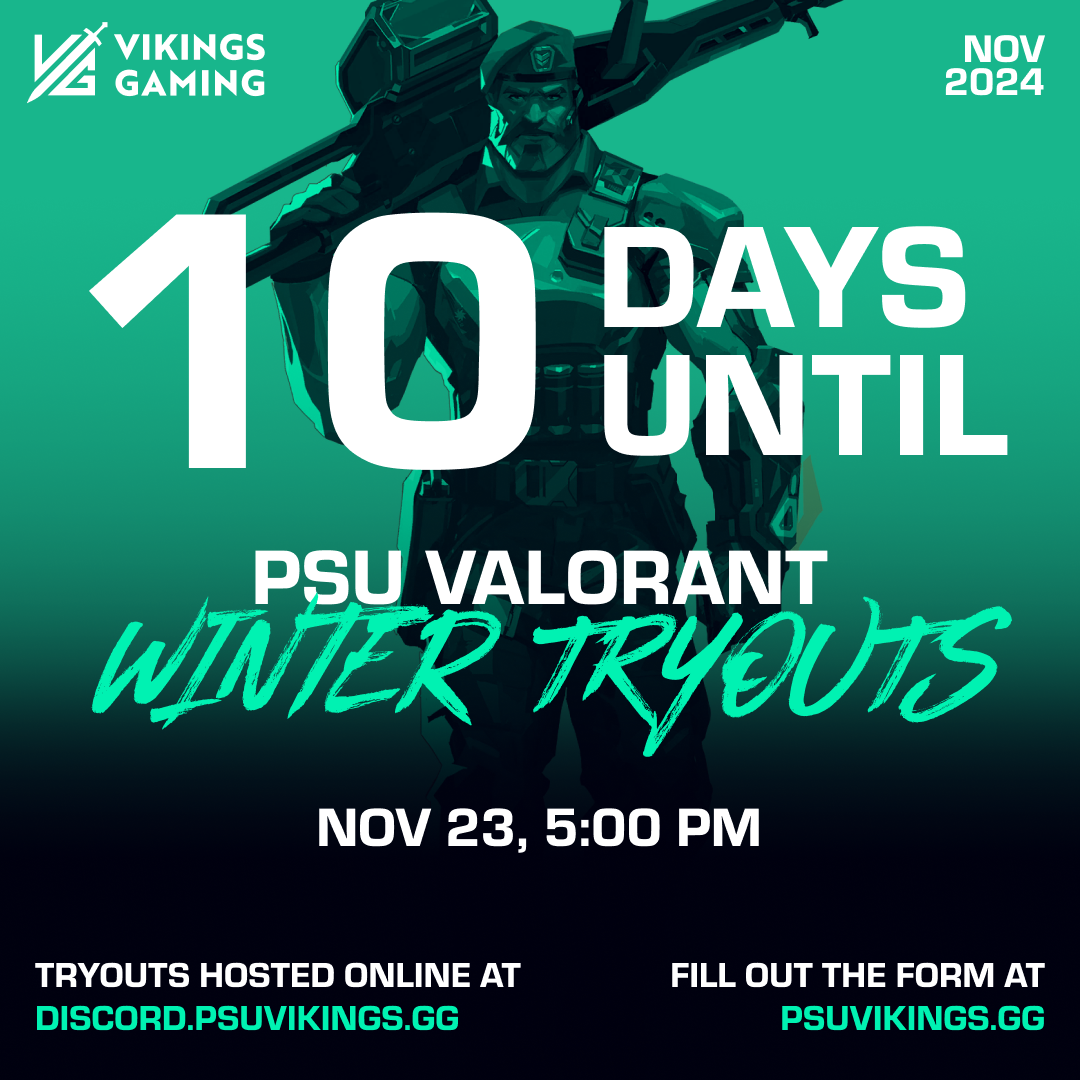 VIKINGS
GAMING
NOV
2024
10
DAYS
UNTIL
PSU VALORANT
WINTER TRYOUTS
NOV 23, 5:00 PM
TRYOUTS HOSTED ONLINE AT
DISCORD.PSUVIKINGS.GG
FILL OUT THE FORM AT
PSUVIKINGS.GG